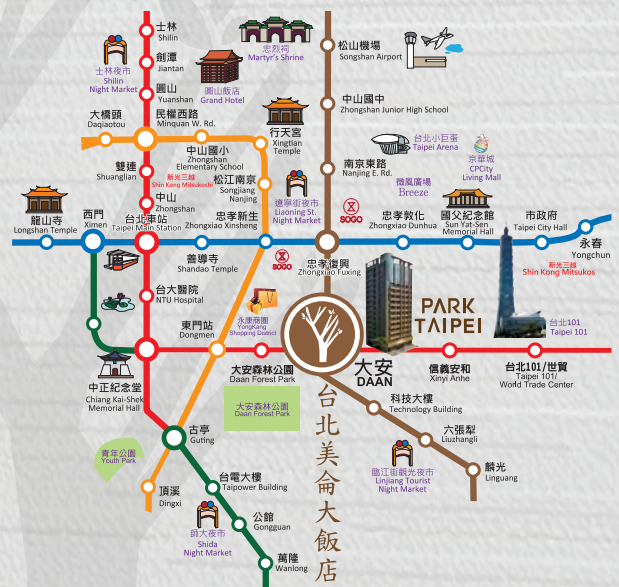 士林
Shilin
劍潭
Jiantan
士林夜市
Shilin
Night Market
圓山
Yuanshan
圓山飯店
Grand Hotel
忠烈祠
Martyr's Shrine
松山機場
Songshan Airport
大橋頭
Daqiaotou
民權西路
Minquan W. Rd.
中山國小
Zhongshan
Elementary School
行天宮
Xingtian
Temple
中山國中
Zhongshan Junior High School
雙連
Shuanglian
新光三越
Shin Kong Mitsukoshi
松江南京
Songjiang
Nanjing
南京東路
Nanjing E. Rd.
台北小巨蛋
Taipei Arena
京華城
CPCity
Living Mall
微風廣場
Breeze
中山
Zhongshan
遼寧街夜市
Liaoning St.
Night Market
SOGO
龍山寺
Longshan Temple
西門
Ximen
台北車站
Taipei Main Station
善導寺
Shandao Temple
忠孝新生
Zhongxiao Xinsheng
SOGO
忠孝復興
Zhongxiao Fuxing
忠孝敦化
Zhongxiao Dunhua
國父紀念館
Sun Yat-Sen
Memorial Hall
市政府
Taipei City Hall
永春
Yongchun
新光三越
Shin Kong Mitsukos
台大醫院
NTU Hospital
永康商圈
YongKang
Shopping District
東門站
Dongmen
PARK
TAIPEI
台北101
Taipei 101
中正紀念堂
Chiang Kai-Shek
Memorial Hall
大安森林公園
Daan Forest Park
大安
DAAN
信義安和
Xinyi Anhe
台北101/世貿
Taipei 101/
World Trade Center
大安森林公園
Daan Forest Park
台北美侖大飯店
科技大樓
Technology Building
六張犁
Liuzhangli
麟光
Linguang
臨江街觀光夜市
Linjiang Tourist
Night Market
古亭
Guting
青年公園
Youth Park
頂溪
Dingxi
台電大樓
Taipower Building
師大夜市
Shida
Night Market
公館
Gongguan
萬隆
Wanlong